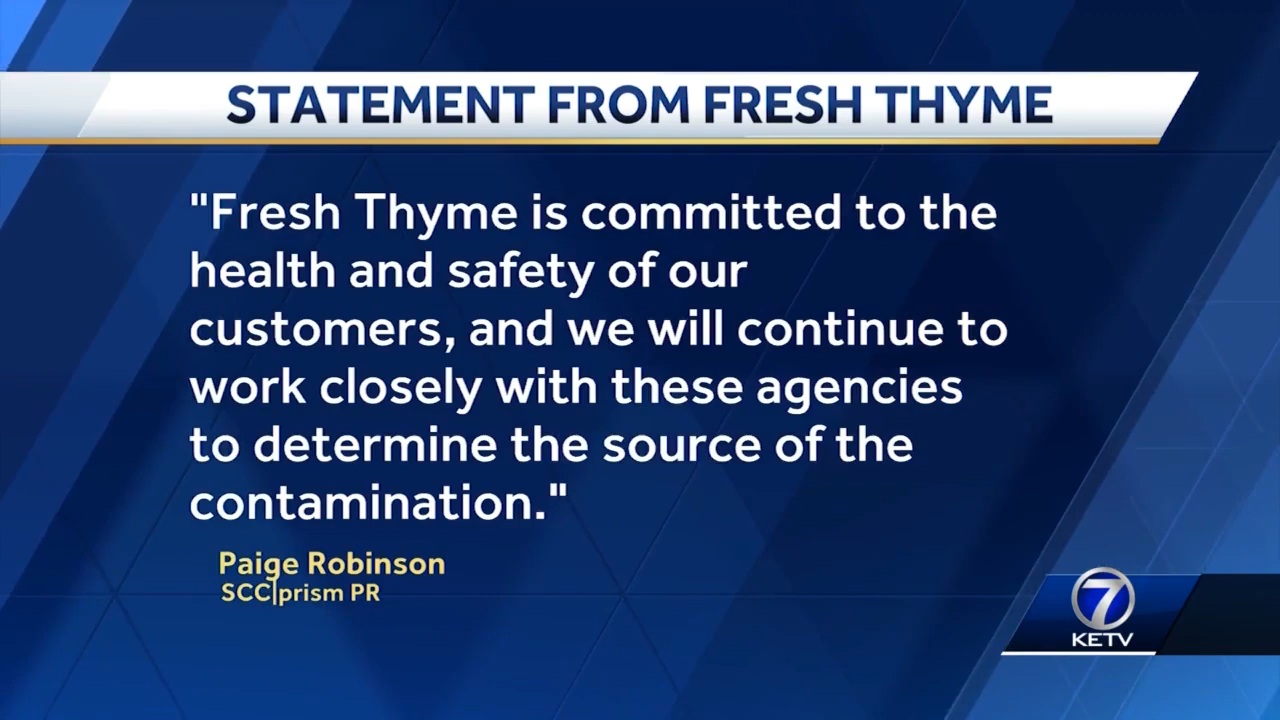 STATEMENT FROM FRESH THYME
"Fresh Thyme is committed to the
health and safety of our
customers, and we will continue to
work closely with these agencies
to determine the source of the
contamination."
Paige Robinson
SCC|prism PR
7
KETV